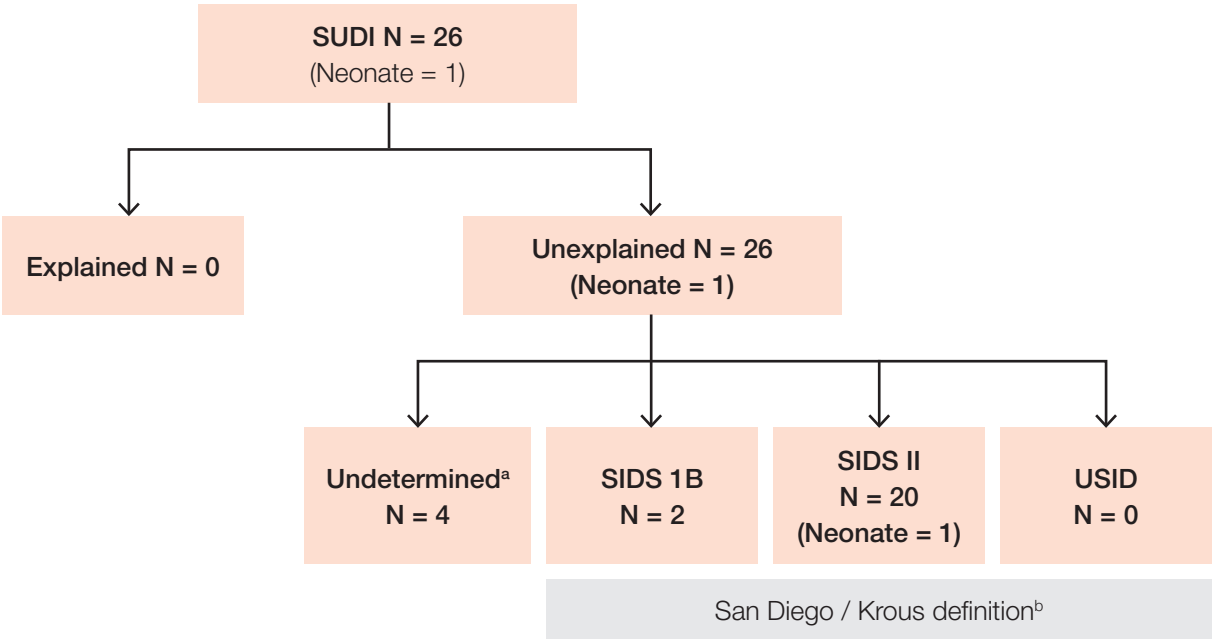 SUDI N = 26
(Neonate = 1)
Explained N = 0
Unexplained N = 26
(Neonate = 1)
Undeterminedᵃ
N = 4
SIDS 1B
N = 2
SIDS II
N = 20
(Neonate = 1)
USID
N = 0
San Diego / Krous definitionᵇ